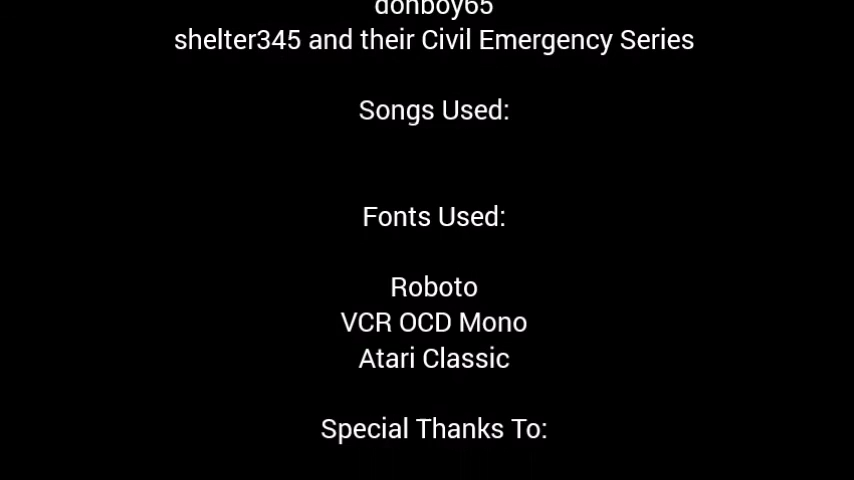 donboy65
shelter345 and their Civil Emergency Series
Songs Used:
Fonts Used:
Roboto
VCR OCD Mono
Atari Classic
Special Thanks To: